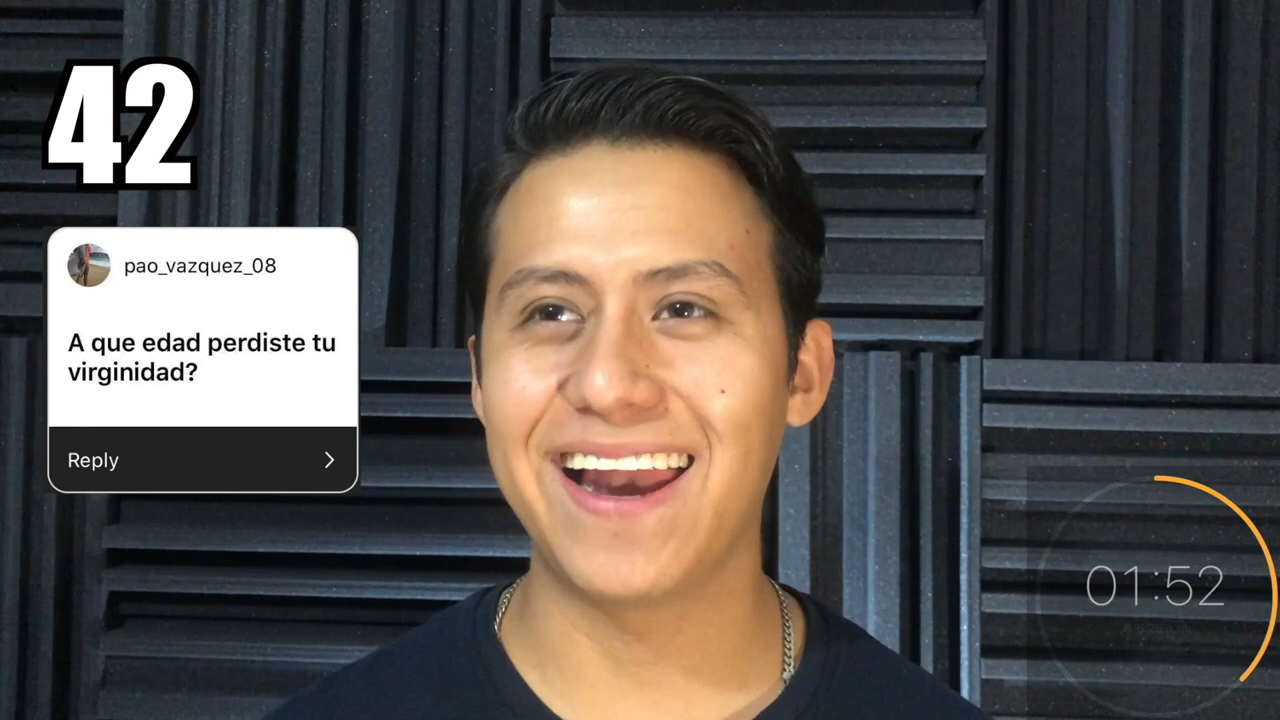 42
pao_vazquez_08
A que edad perdiste tu
virginidad?
Reply
01:52